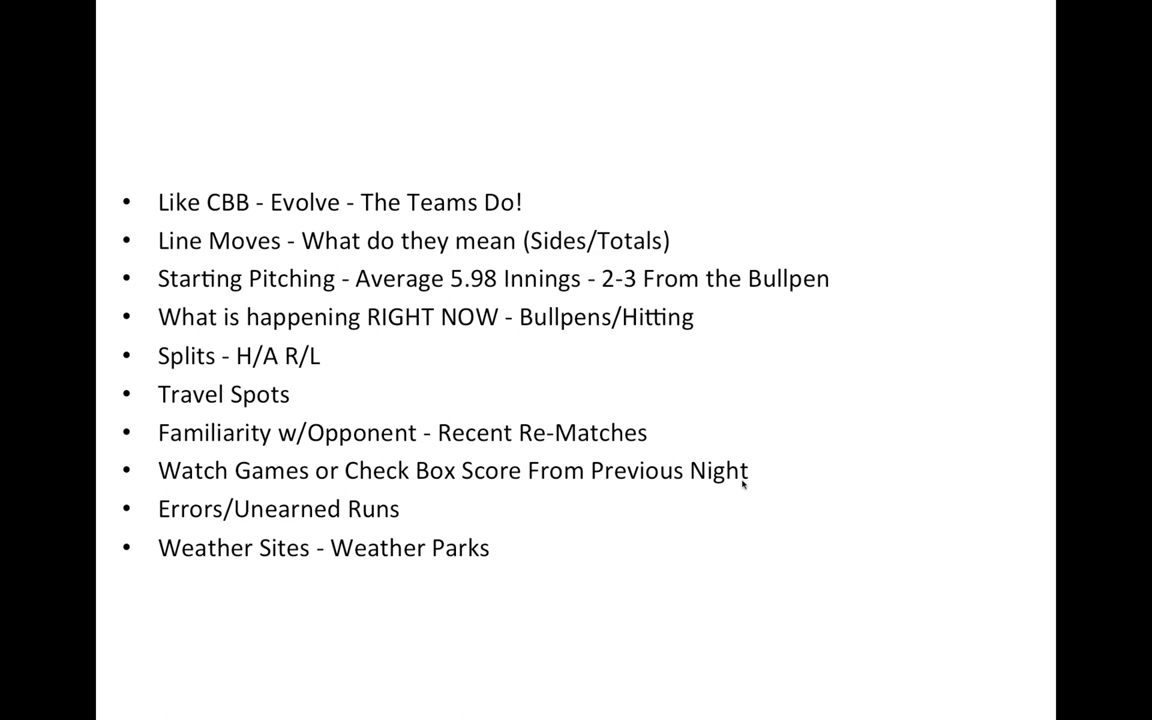 • Like CBB - Evolve - The Teams Do!
• Line Moves - What do they mean (Sides/Totals)
• Starting Pitching - Average 5.98 Innings - 2-3 From the Bullpen
• What is happening RIGHT NOW - Bullpens/Hitting
• Splits - H/A R/L
• Travel Spots
• Familiarity w/Opponent - Recent Re-Matches
• Watch Games or Check Box Score From Previous Night
• Errors/Unearned Runs
• Weather Sites - Weather Parks